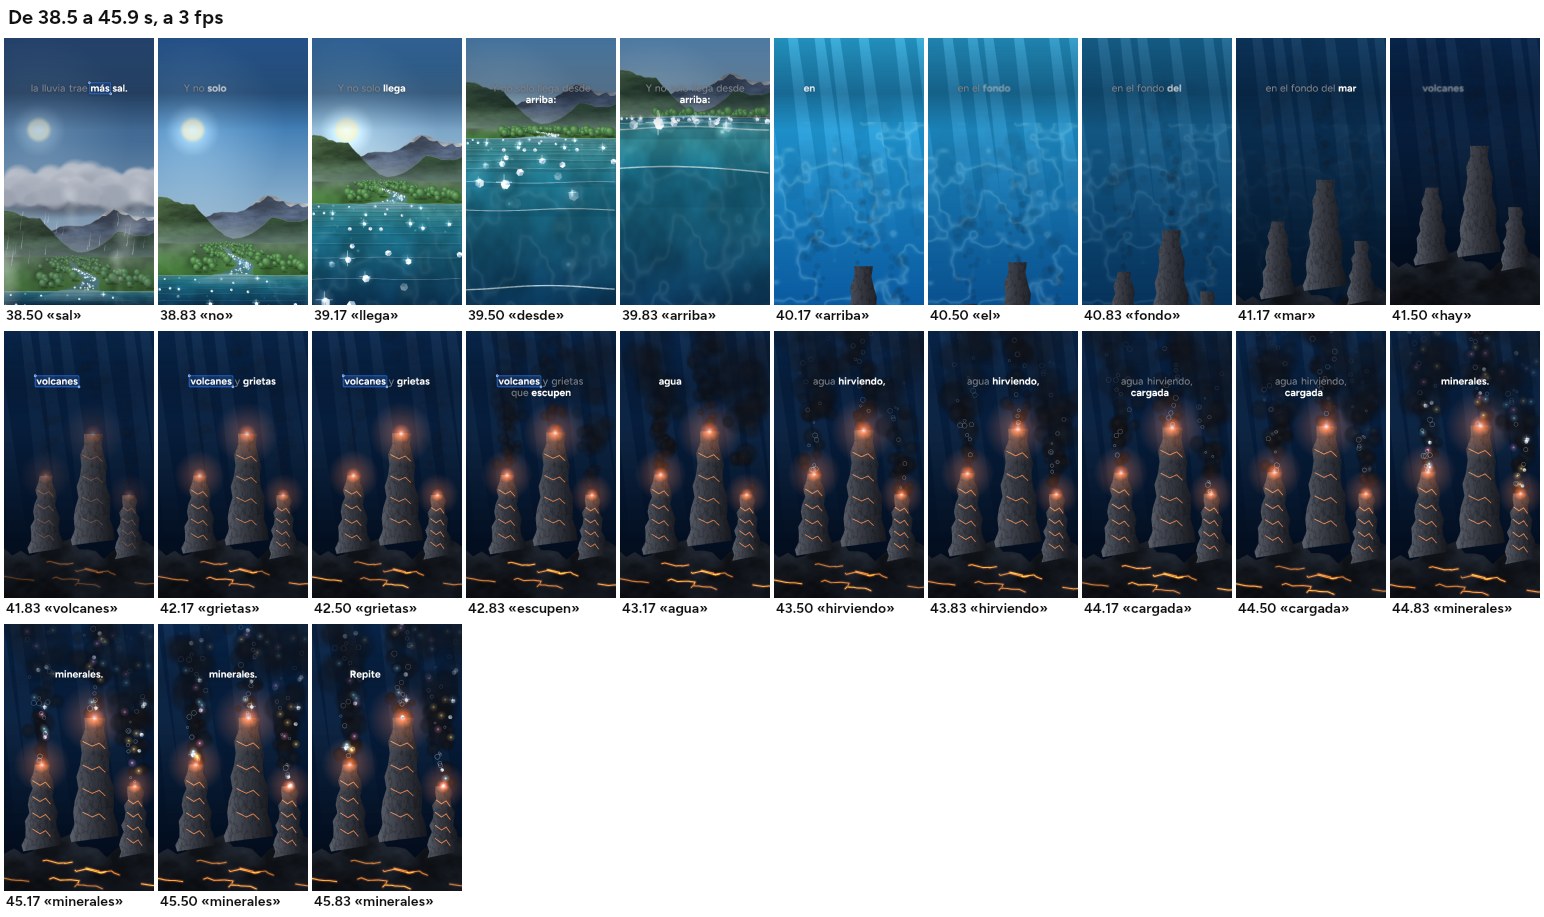 De 38.5 a 45.9 s, a 3 fps
la lluvia trae más sal.
Y no solo
Y no solo llega
Y no solo llega desde
arriba:
Y no solo llega desde
arriba:
en
en el fondo
en el fondo del
en el fondo del mar
volcanes
38.50 «sal»
38.83 «no»
39.17 «llega»
39.50 «desde»
39.83 «arriba»
40.17 «arriba»
40.50 «el»
40.83 «fondo»
41.17 «mar»
41.50 «hay»
volcanes
volcanes y grietas
volcanes y grietas
volcanes y grietas
que escupen
agua
agua hirviendo,
agua hirviendo,
agua hirviendo,
cargada
agua hirviendo,
cargada
minerales.
41.83 «volcanes»
42.17 «grietas»
42.50 «grietas»
42.83 «escupen»
43.17 «agua»
43.50 «hirviendo»
43.83 «hirviendo»
44.17 «cargada»
44.50 «cargada»
44.83 «minerales»
minerales.
minerales.
Repite
45.17 «minerales»
45.50 «minerales»
45.83 «minerales»